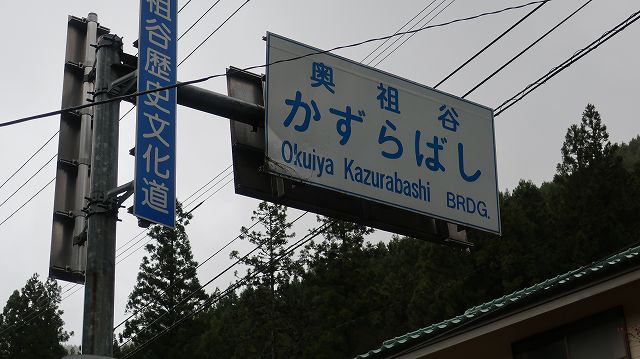 祖谷歴史文化道
奥祖谷
かずらばし
Okuiya Kazurabashi BRDG.